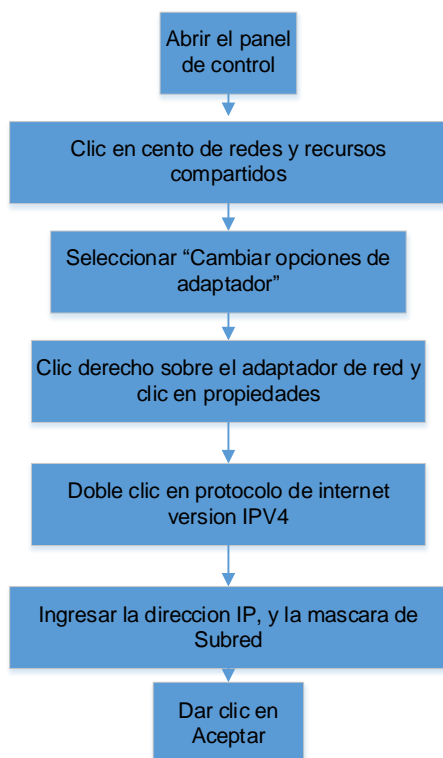 Abrir el panel
de control
Clic en cento de redes y recursos
compartidos
Seleccionar “Cambiar opciones de
adaptador”
Clic derecho sobre el adaptador de red y
clic en propiedades
Doble clic en protocolo de internet
version IPV4
Ingresar la direccion IP, y la mascara de
Subred
Dar clic en
Aceptar